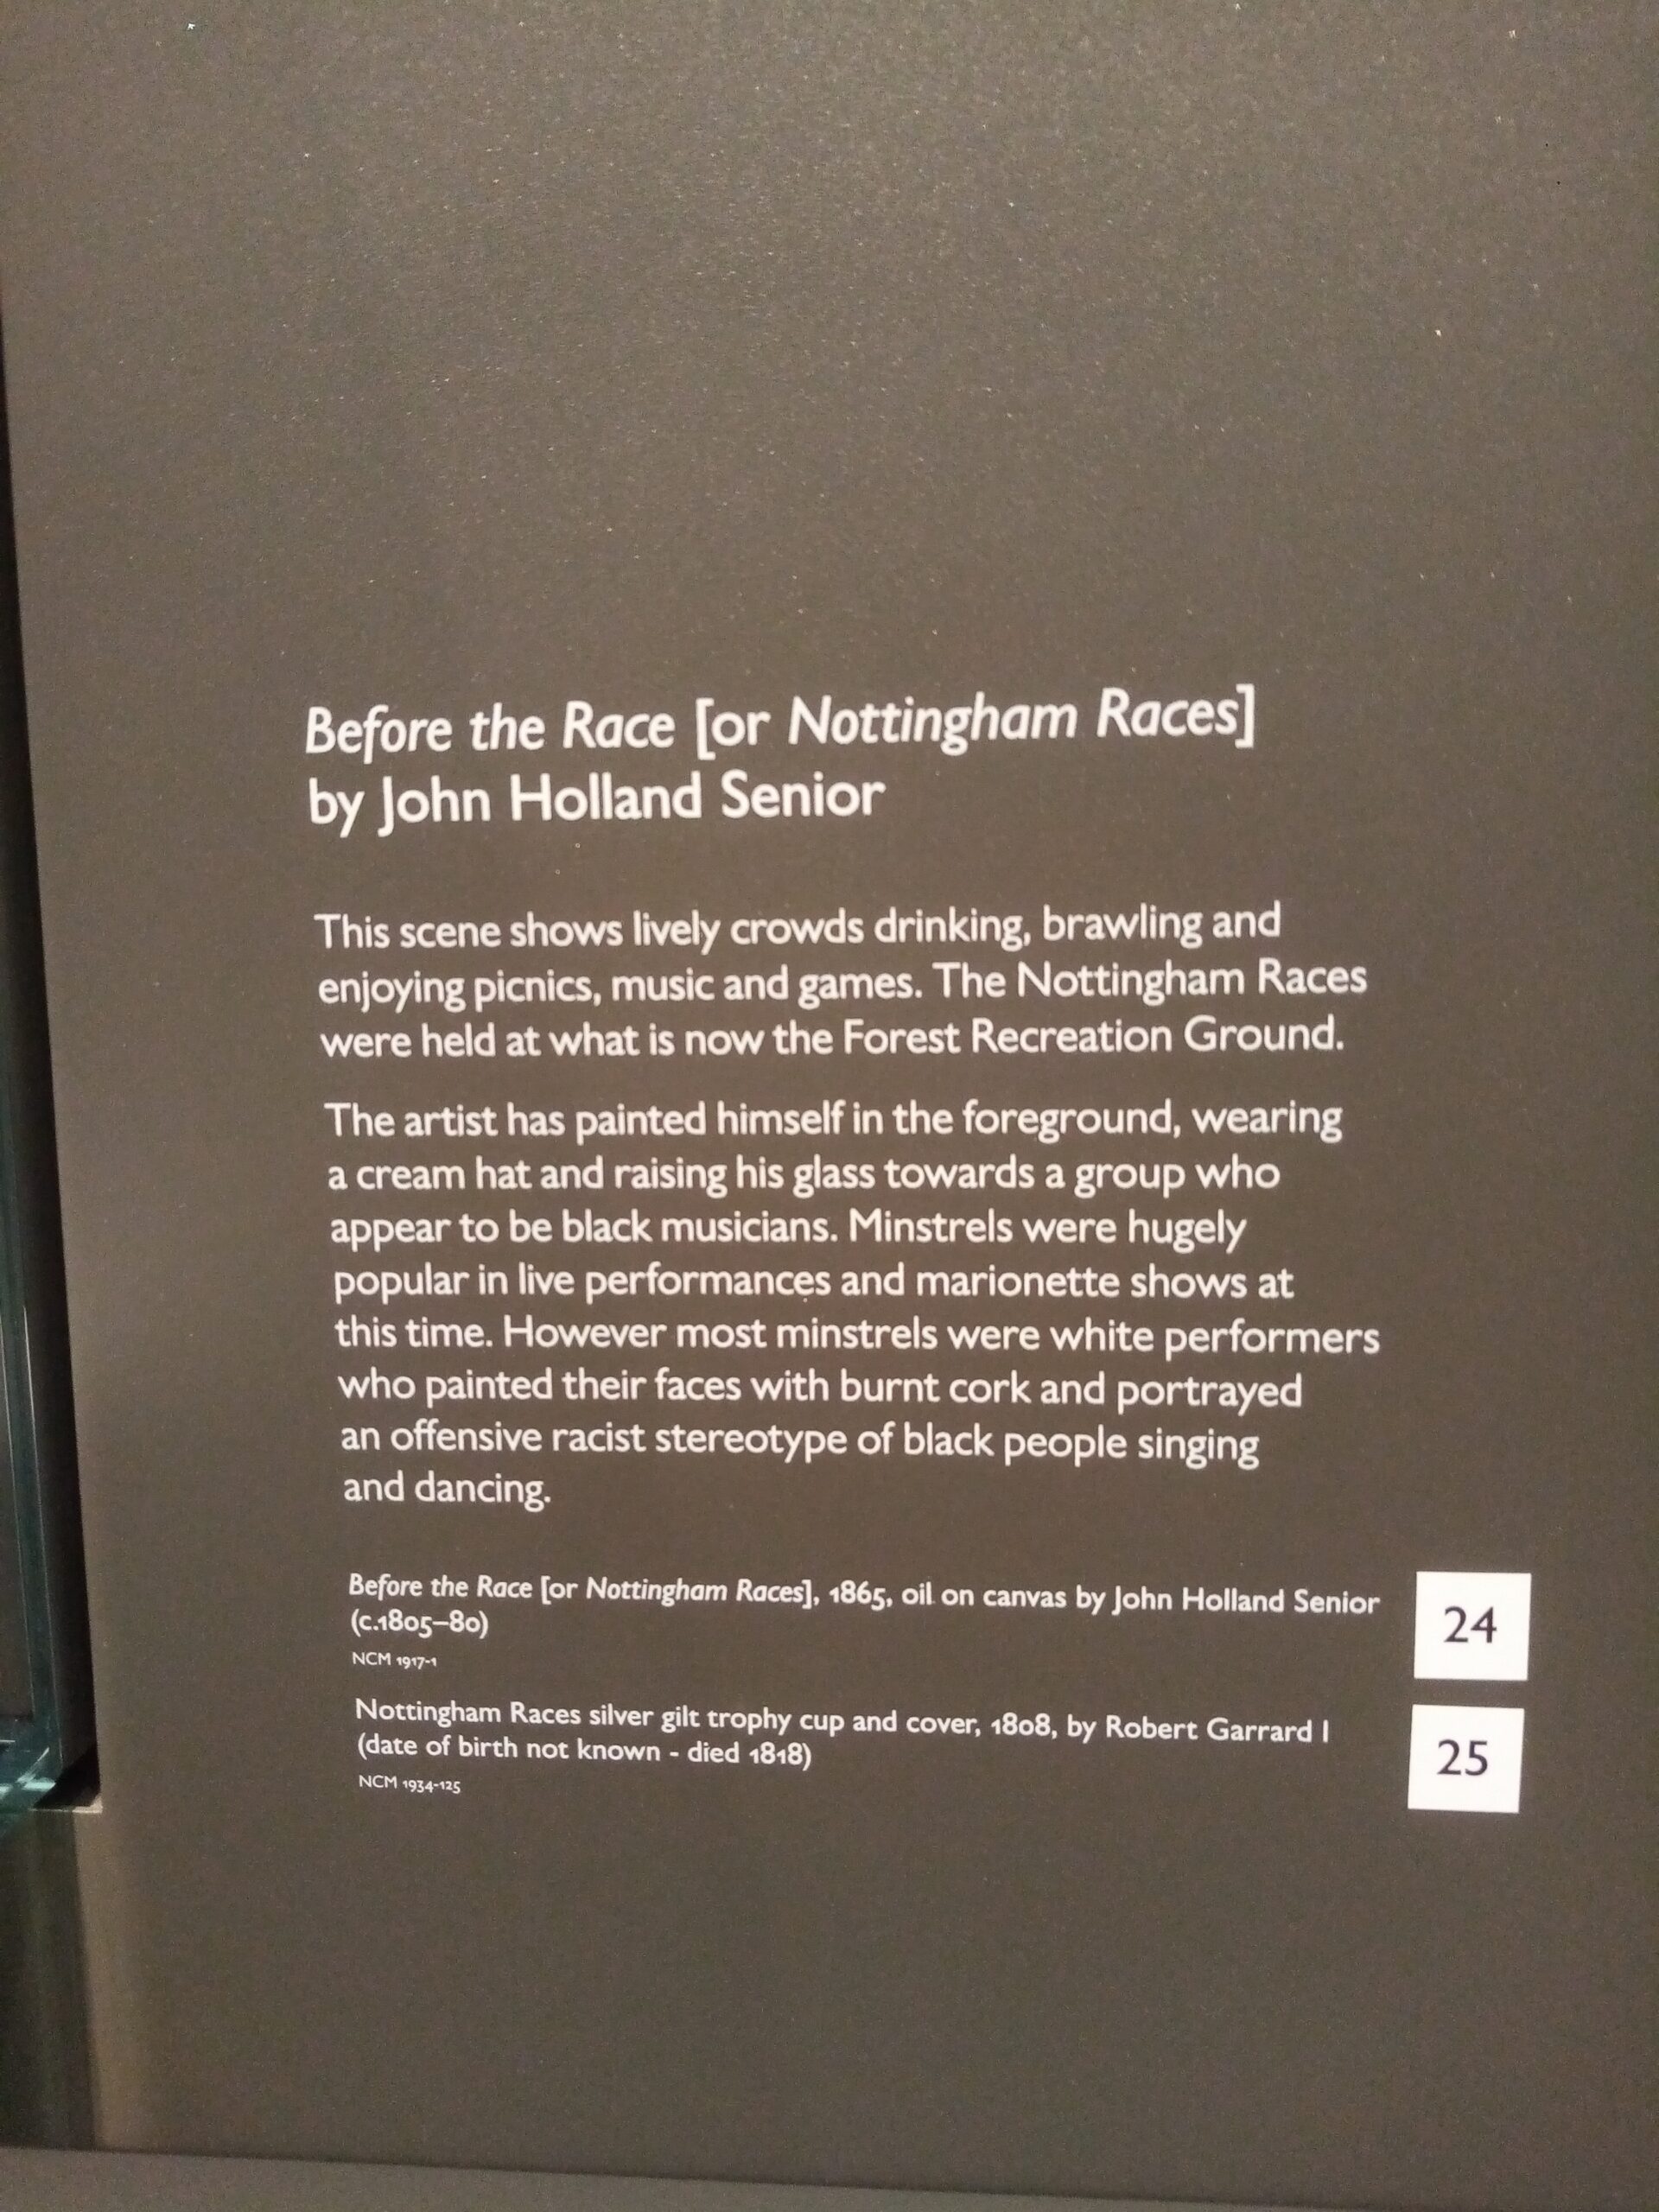 Before the Race [or Nottingham Races]
by John Holland Senior
This scene shows lively crowds drinking, brawling and
enjoying picnics, music and games. The Nottingham Races
were held at what is now the Forest Recreation Ground.
The artist has painted himself in the foreground, wearing
a cream hat and raising his glass towards a group who
appear to be black musicians. Minstrels were hugely
popular in live performances and marionette shows at
this time. However most minstrels were white performers
who painted their faces with burnt cork and portrayed
an offensive racist stereotype of black people singing
and dancing.
Before the Race [or Nottingham Races], 1865, oil on canvas by John Holland Senior
(c.1805–80)
NCM 1917-1
24
Nottingham Races silver gilt trophy cup and cover, 1808, by Robert Garrard I
(date of birth not known - died 1818)
NCM 1934-125
25